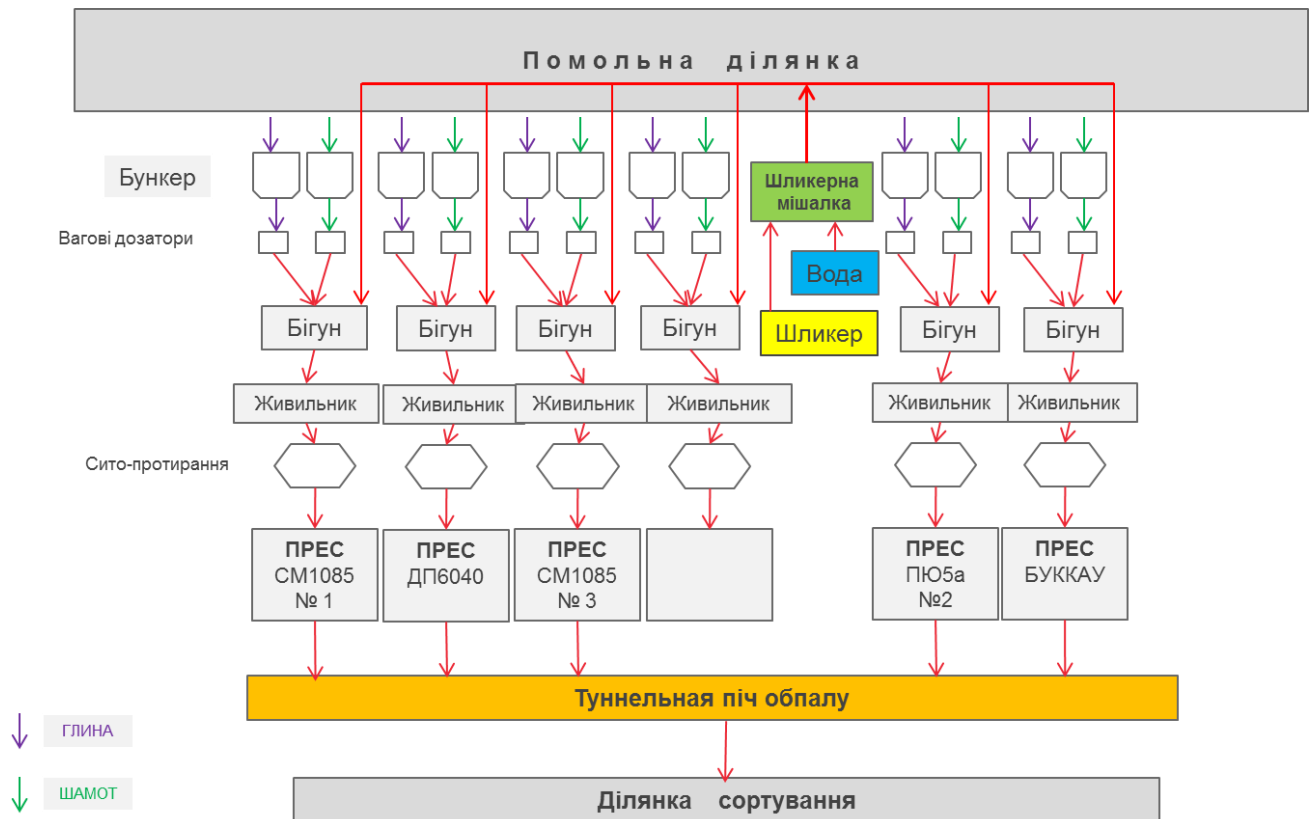 Помольна ділянка
Бункер
Шликерна
мішалка
Вагові дозатори
Вода
Бігун
Бігун
Бігун
Бігун
Шликер
Бігун
Бігун
Живильник
Живильник
Живильник
Живильник
Живильник
Живильник
Сито-протирання
ПРЕС
СМ1085
№ 1
ПРЕС
ДП6040
ПРЕС
СМ1085
№ 3
ПРЕС
ПЮ5а
№2
ПРЕС
БУККАУ
Туннельная піч обпалу
ГЛИНА
ШАМОТ
Ділянка сортування